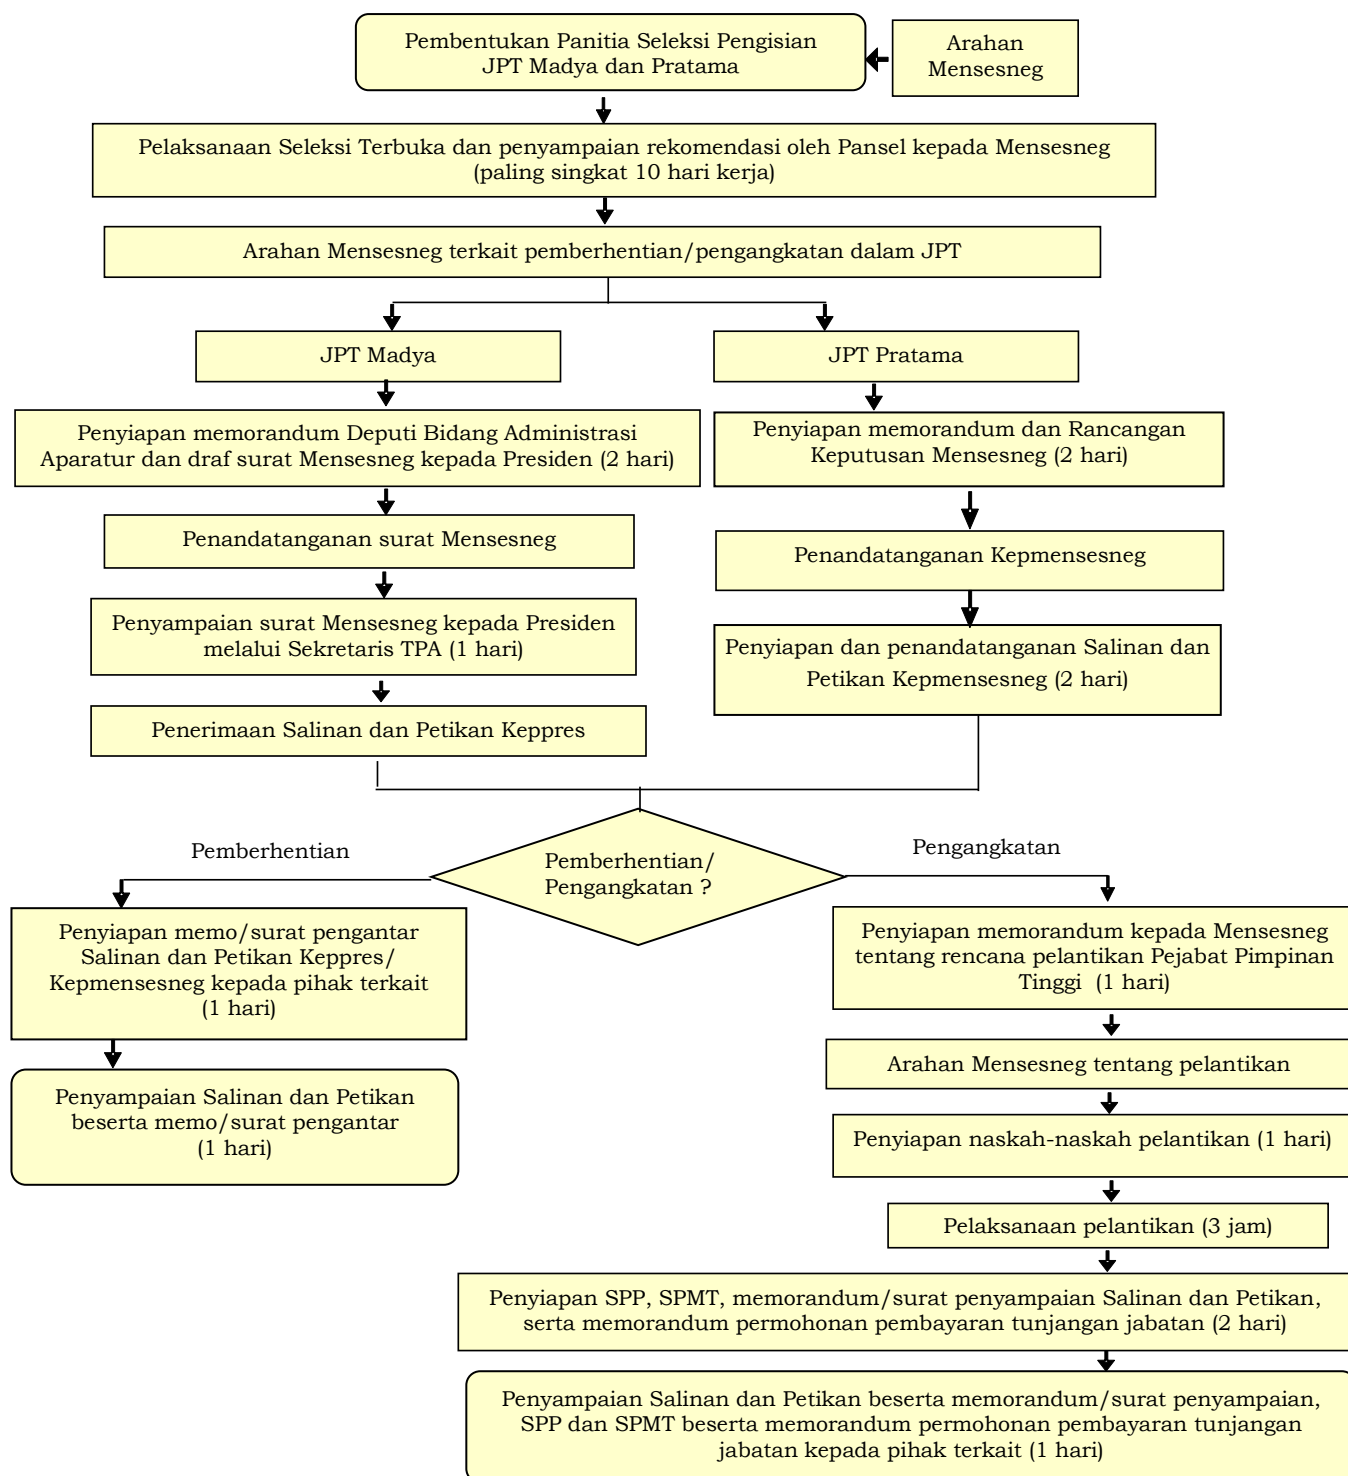 Pembentukan Panitia Seleksi Pengisian
JPT Madya dan Pratama
Arahan
Mensesneg
Pelaksanaan Seleksi Terbuka dan penyampaian rekomendasi oleh Pansel kepada Mensesneg
(paling singkat 10 hari kerja)
Arahan Mensesneg terkait pemberhentian/pengangkatan dalam JPT
JPT Madya
JPT Pratama
Penyiapan memorandum Deputi Bidang Administrasi
Aparatur dan draf surat Mensesneg kepada Presiden (2 hari)
Penyiapan memorandum dan Rancangan
Keputusan Mensesneg (2 hari)
Penandatanganan surat Mensesneg
Penandatanganan Kepmensesneg
Penyampaian surat Mensesneg kepada Presiden
melalui Sekretaris TPA (1 hari)
Penyiapan dan penandatanganan Salinan dan
Petikan Kepmensesneg (2 hari)
Penerimaan Salinan dan Petikan Keppres
Pemberhentian/
Pengangkatan ?
Pemberhentian
Pengangkatan
Penyiapan memo/surat pengantar
Salinan dan Petikan Keppres/
Kepmensesneg kepada pihak terkait
(1 hari)
Penyampaian Salinan dan Petikan
beserta memo/surat pengantar
(1 hari)
Penyiapan memorandum kepada Mensesneg
tentang rencana pelantikan Pejabat Pimpinan
Tinggi (1 hari)
Arahan Mensesneg tentang pelantikan
Penyiapan naskah-naskah pelantikan (1 hari)
Pelaksanaan pelantikan (3 jam)
Penyiapan SPP, SPMT, memorandum/surat penyampaian Salinan dan Petikan,
serta memorandum permohonan pembayaran tunjangan jabatan (2 hari)
Penyampaian Salinan dan Petikan beserta memorandum/surat penyampaian,
SPP dan SPMT beserta memorandum permohonan pembayaran tunjangan
jabatan kepada pihak terkait (1 hari)